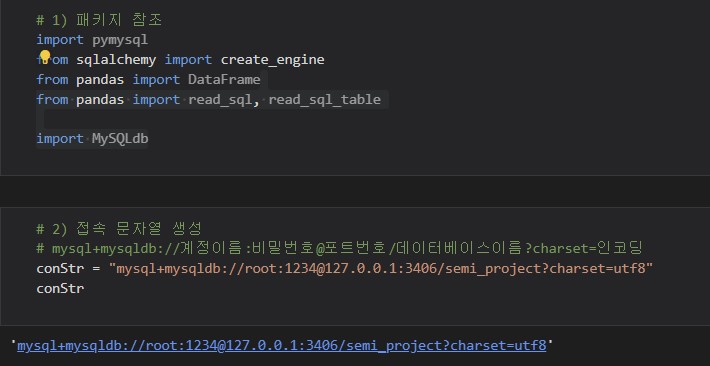 # 1) 패키지 참조
import pymysql
from sqlalchemy import create_engine
from pandas import DataFrame
from pandas import read_sql, read_sql_table
import MySQLdb
# 2) 접속 문자열 생성
# mysql+mysqldb://계정이름:비밀번호@포트번호/데이터베이스이름?charset=인코딩
conStr = "mysql+mysqldb://root:1234@127.0.0.1:3406/semi_project?charset=utf8"
conStr
'mysql+mysqldb://root:1234@127.0.0.1:3406/semi_project?charset=utf8'